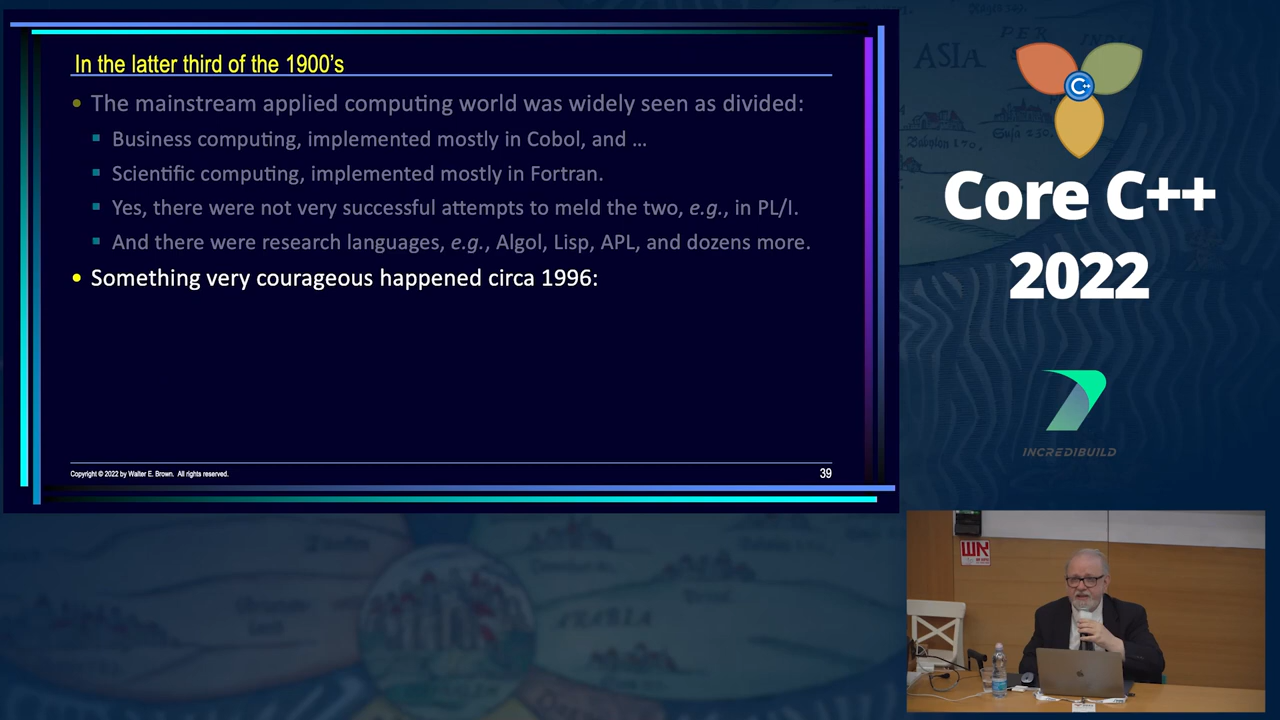 In the latter third of the 1900's
• The mainstream applied computing world was widely seen as divided:
▪ Business computing, implemented mostly in Cobol, and …
▪ Scientific computing, implemented mostly in Fortran.
▪ Yes, there were not very successful attempts to meld the two, e.g., in PL/I.
▪ And there were research languages, e.g., Algol, Lisp, APL, and dozens more.
• Something very courageous happened circa 1996:
Copyright © 2022 by Walter E. Brown. All rights reserved.
39
ASIA
PER
INDIA
C++
Core C++
2022
INCREDIBUILD